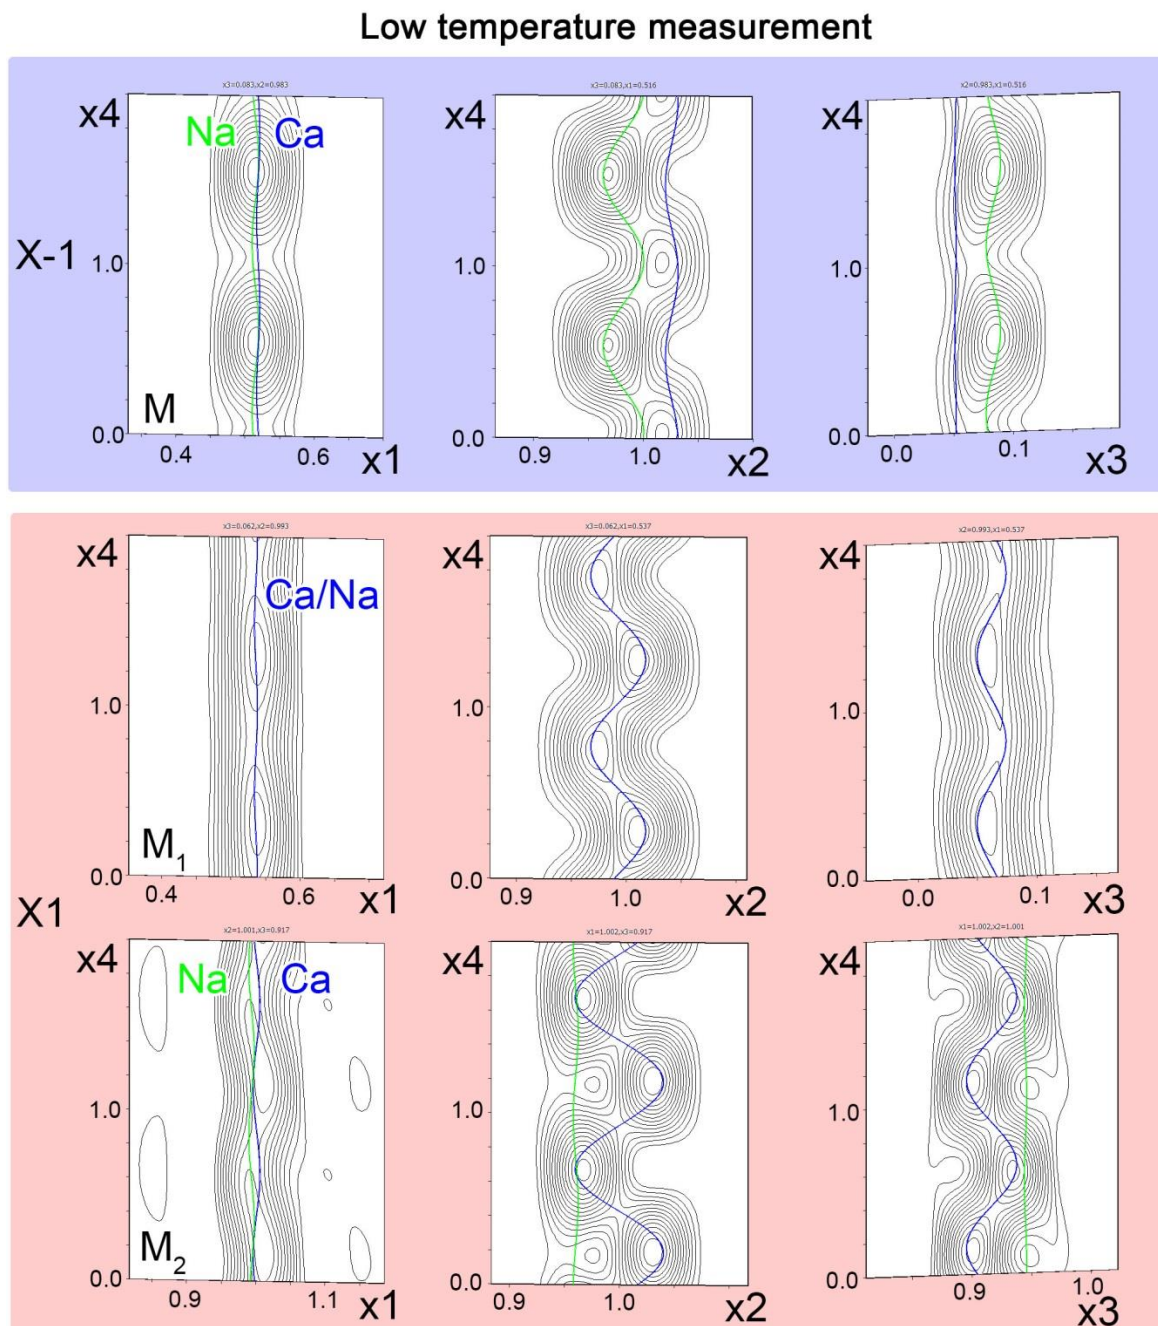 Low temperature measurement
x3=0.083,x2=0.983
x3=0.083,x1=0.516
x2=0.983,x1=0.516
x4 Na Ca
x4
x4
X-1
1.0
1.0
1.0
M
0.0
0.0
0.0
0.4 0.6 x1
0.9 1.0 x2
0.0 0.1 x3
x3=0.062,x2=0.993
x3=0.062,x1=0.537
x2=0.993,x1=0.537
x4
x4
x4
Ca/Na
1.0
1.0
1.0
M1
0.0
0.0
0.0
0.4 0.6 x1
0.9 1.0 x2
0.0 0.1 x3
X1
x2=1.001,x3=0.917
x1=1.002,x3=0.917
x1=1.002,x2=1.001
x4 Na Ca
x4
x4
1.0
1.0
1.0
M2
0.0
0.0
0.0
0.9 1.1 x1
0.9 1.0 x2
0.9 1.0 x3